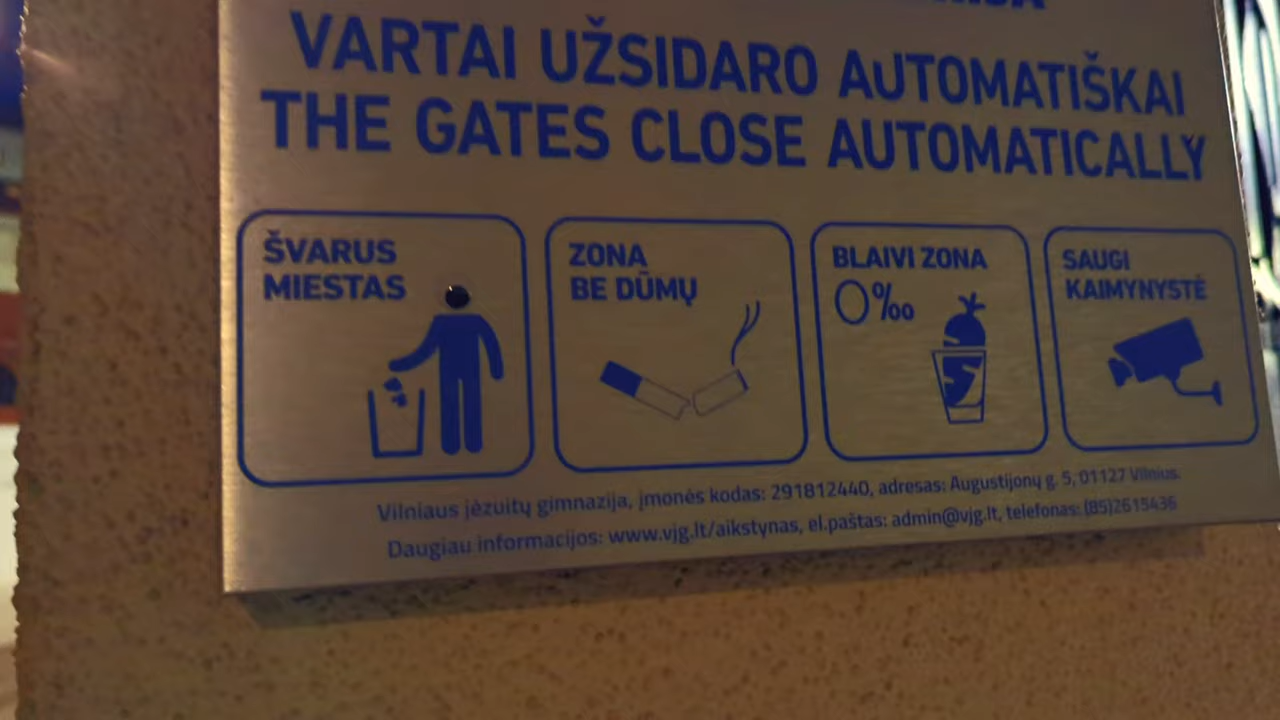 VARTAI UŽSIDARO AUTOMATIŠKAI
THE GATES CLOSE AUTOMATICALLY
ŠVARUS
MIESTAS
ZONA
BE DŪMŲ
BLAIVI ZONA
0‰
SAUGI
KAIMYNYSTĖ
Vilniaus jėzuitų gimnazija, įmonės kodas: 291812440, adresas: Augustijonų g. 5, 01127 Vilnius.
Daugiau informacijos: www.vjg.lt/aikstynas, el.paštas: admin@vjg.lt, telefonas: (85)2615436